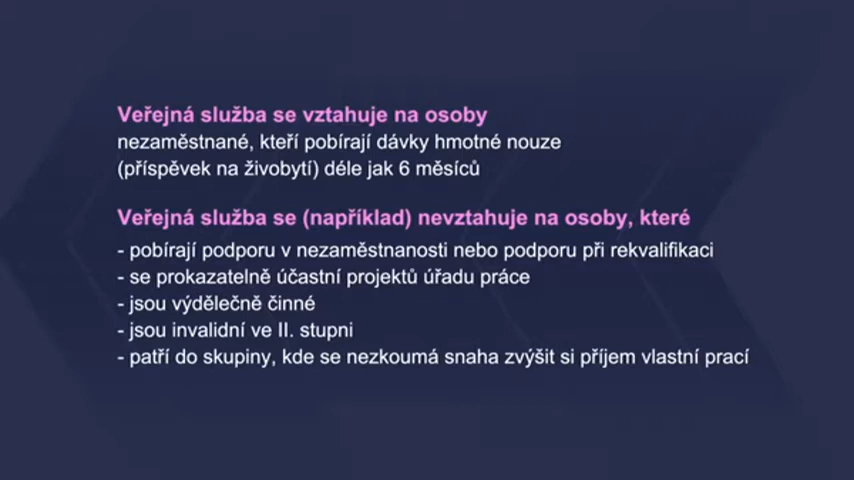 Veřejná služba se vztahuje na osoby
nezaměstnané, kteří pobírají dávky hmotné nouze
(příspěvek na živobytí) déle jak 6 měsíců
Veřejná služba se (například) nevztahuje na osoby, které
- pobírají podporu v nezaměstnanosti nebo podporu při rekvalifikaci
- se prokazatelně účastní projektů úřadu práce
- jsou výdělečně činné
- jsou invalidní ve II. stupni
- patří do skupiny, kde se nezkoumá snaha zvýšit si příjem vlastní prací